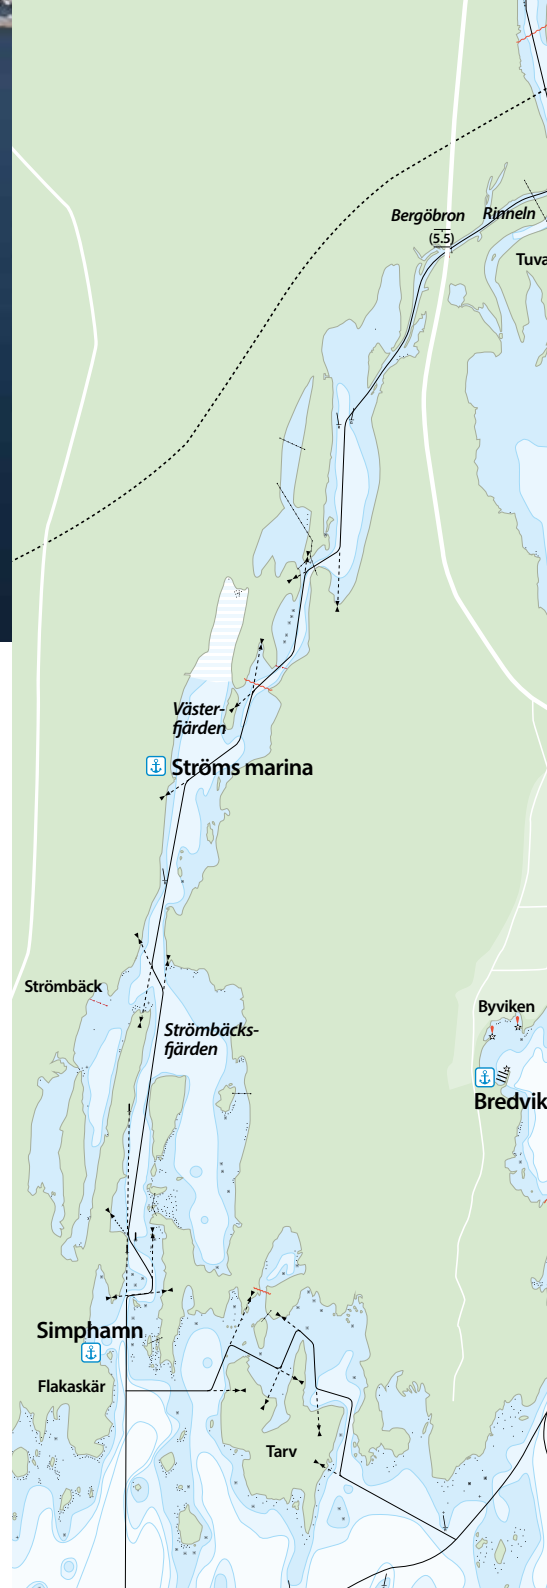 Bergöbron
Rinneln
(5.5)
Tuva
Väster-
fjärden
Ströms marina
Strömbäck
Byviken
Strömbäcks-
fjärden
Bredvik
Simphamn
Flakaskär
Tarv